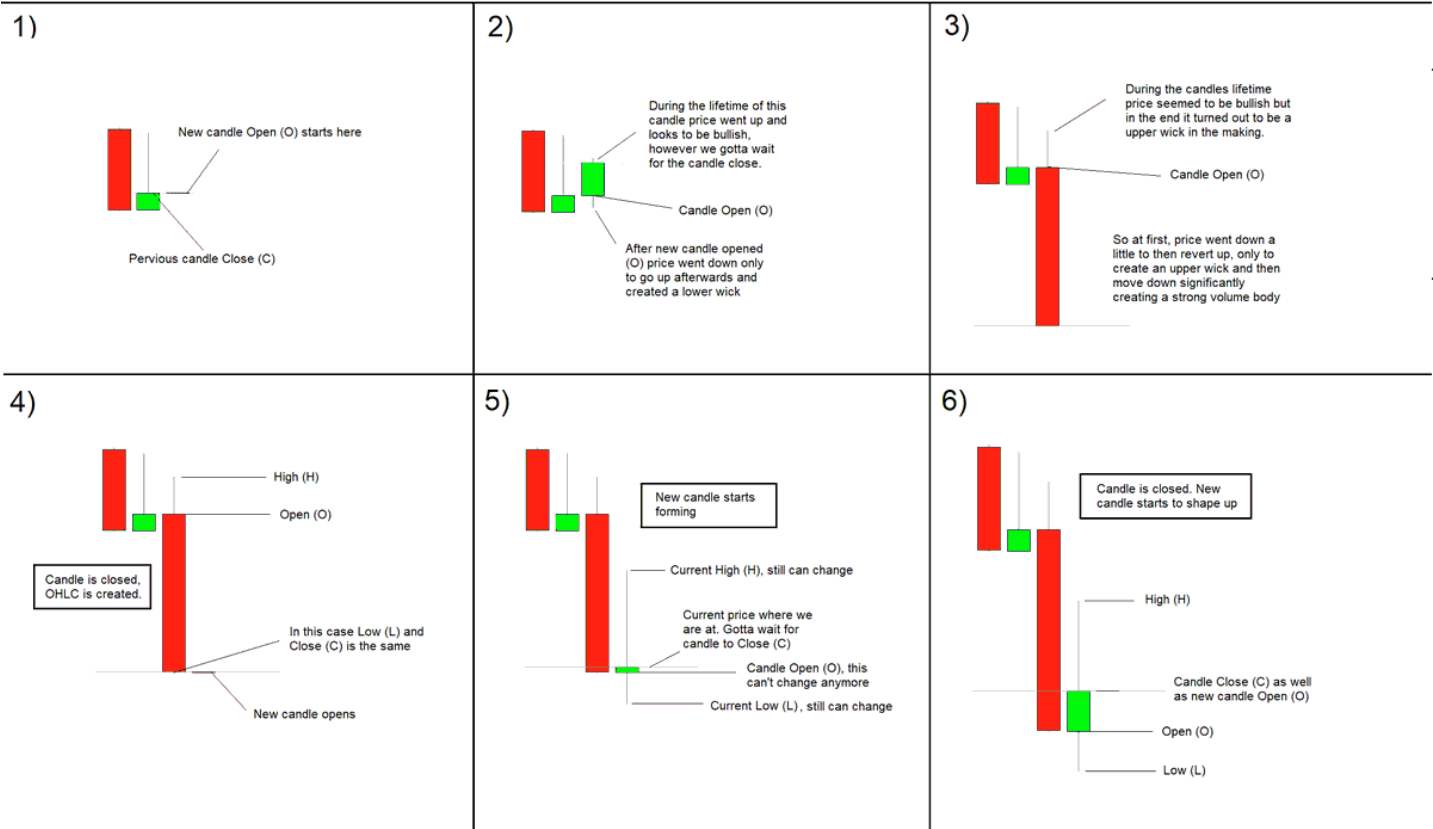 1)
New candle Open (O) starts here
Pervious candle Close (C)
2)
During the lifetime of this
candle price went up and
looks to be bullish,
however we gotta wait
for the candle close.
Candle Open (O)
After new candle opened
(O) price went down only
to go up afterwards and
created a lower wick
3)
During the candles lifetime
price seemed to be bullish but
in the end it turned out to be a
upper wick in the making.
Candle Open (O)
So at first, price went down a
little to then revert up, only to
create an upper wick and then
move down significantly
creating a strong volume body
4)
High (H)
Open (O)
Candle is closed,
OHLC is created.
In this case Low (L) and
Close (C) is the same
New candle opens
5)
New candle starts
forming
Current High (H), still can change
Current price where we
are at. Gotta wait for
candle to Close (C)
Candle Open (O), this
can't change anymore
Current Low (L), still can change
6)
Candle is closed. New
candle starts to shape up
High (H)
Candle Close (C) as well
as new candle Open (O)
Open (O)
Low (L)